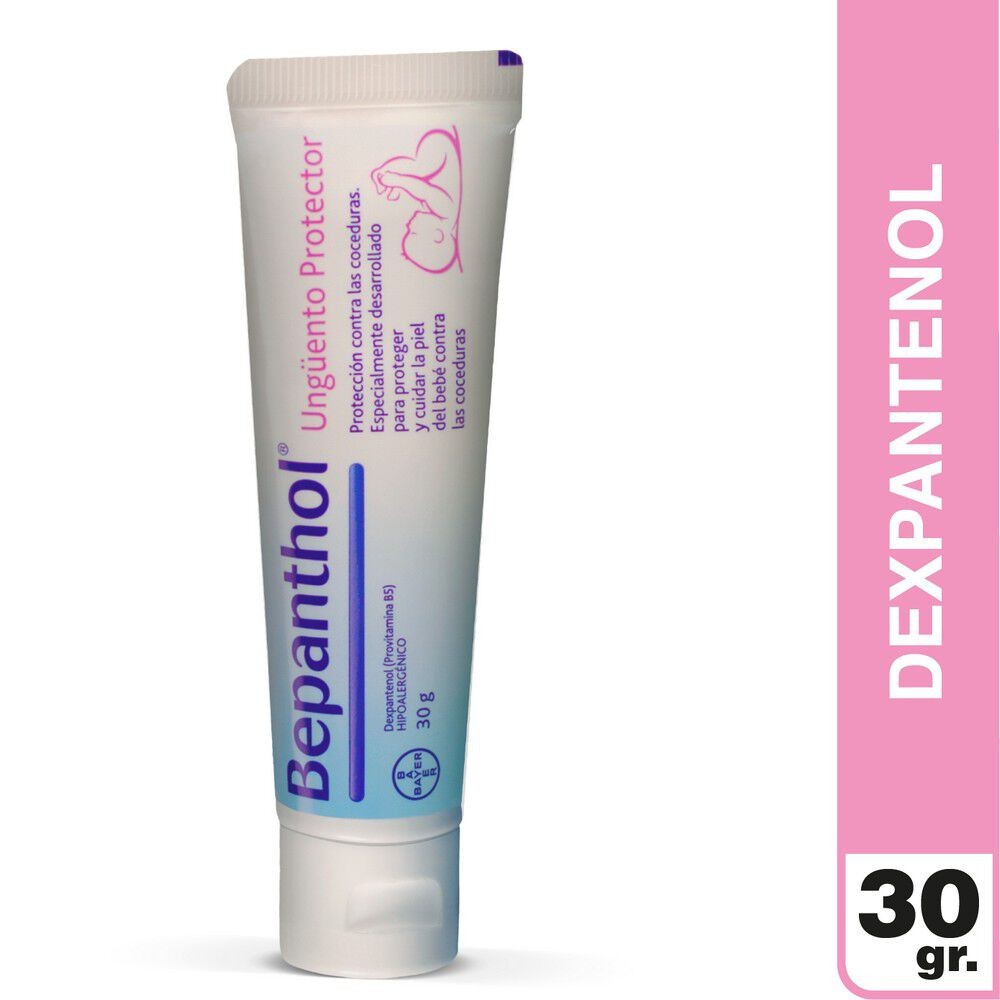 Bepanthol®
Ungüento Protector
Protección contra las coceduras.
Especialmente desarrollado
para proteger
y cuidar la piel
del bebé contra
las coceduras
Dexpantenol (Provitamina B5)
HIPOALERGÉNICO
30 g
BAYER
BAYER
DEXPANTENOL
30
gr.